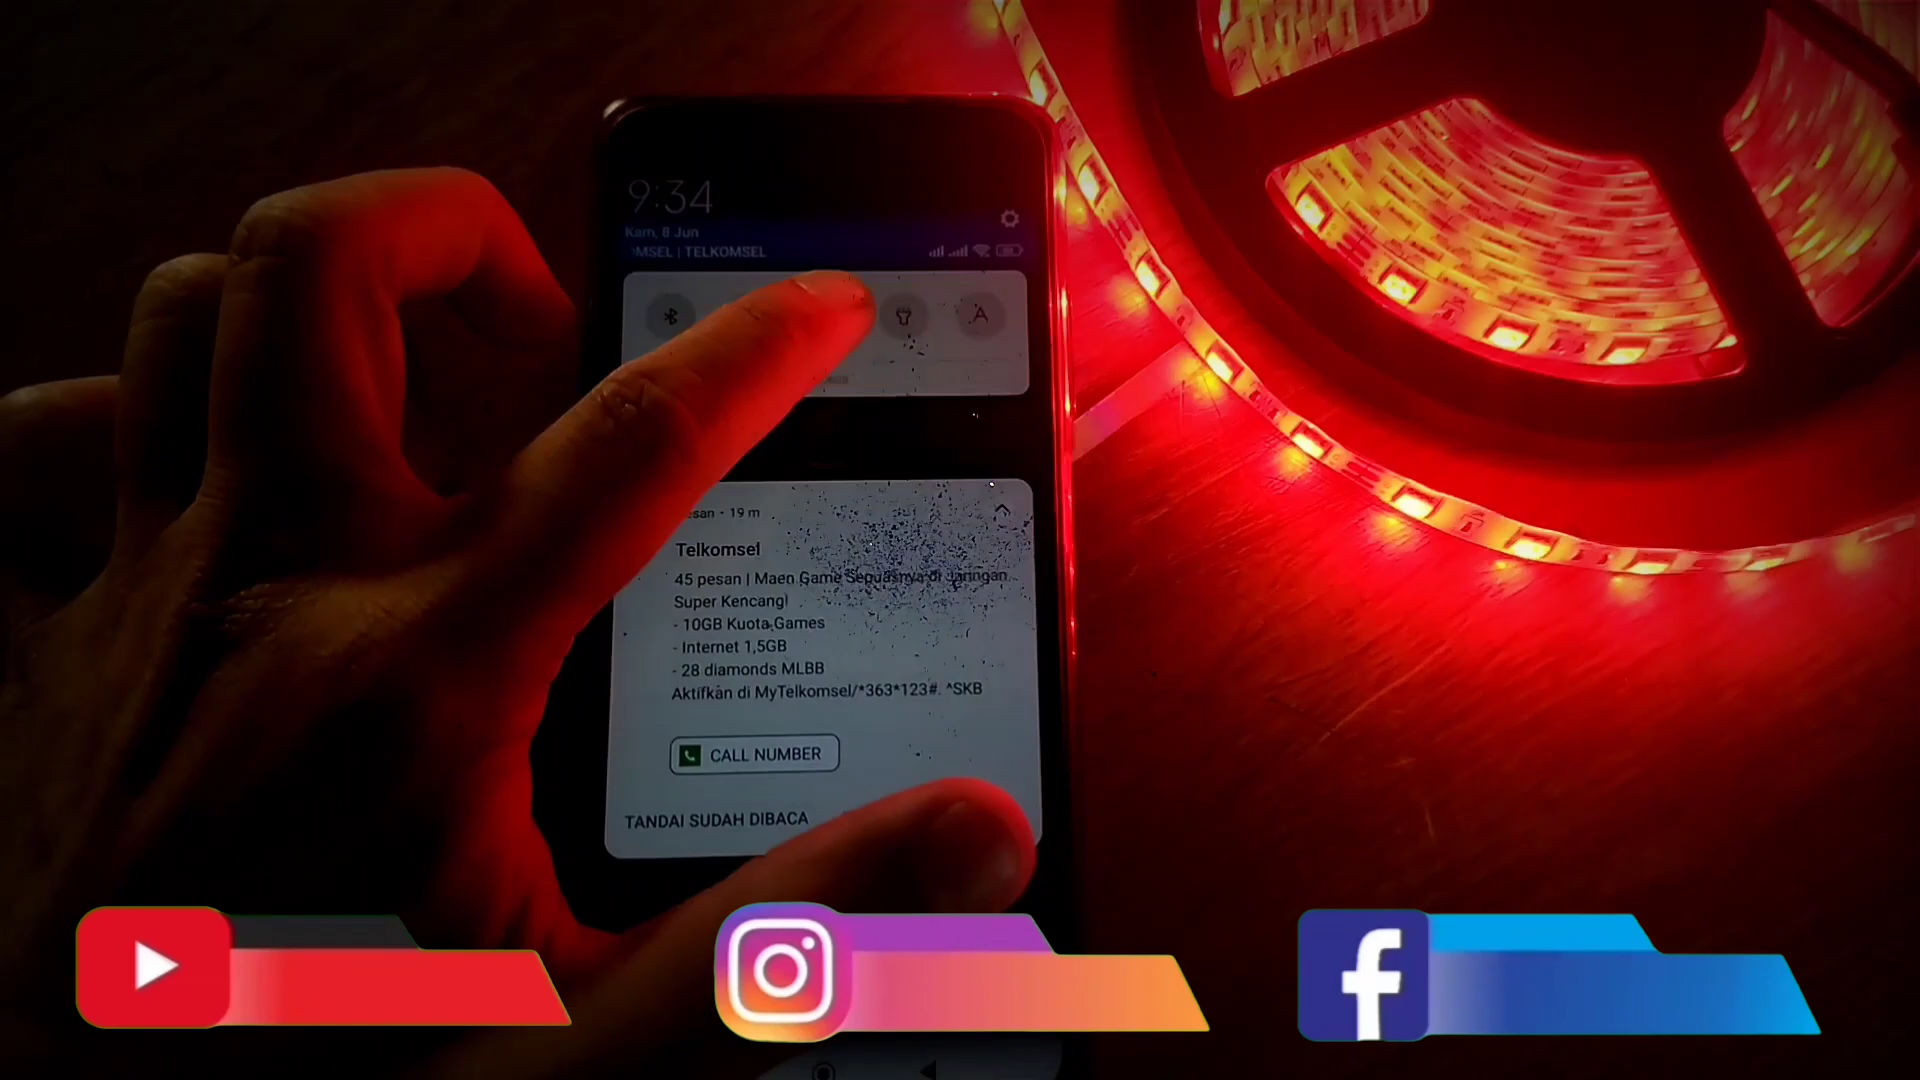 9:34
Kam, 8 Jun
MSEL | TELKOMSEL
esan • 19 m
Telkomsel
45 pesan | Maen Game Sepuasnya di Jaringan
Super Kencang!
- 10GB Kuota Games
- Internet 1,5GB
- 28 diamonds MLBB
Aktifkan di MyTelkomsel/*363*123#. ^SKB
CALL NUMBER
TANDAI SUDAH DIBACA